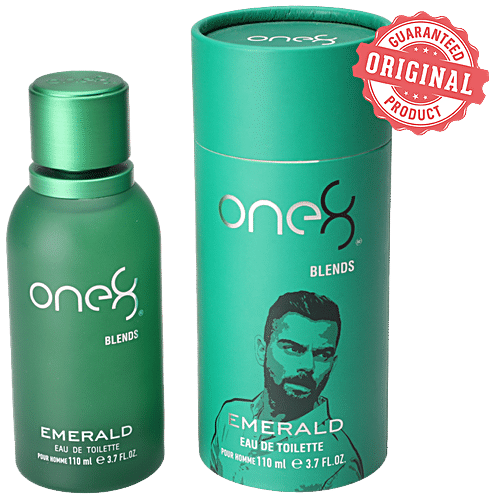 GUARANTEED
ORIGINAL
PRODUCT
one8
one8
BLENDS
BLENDS
EMERALD
EAU DE TOILETTE
POUR HOMME 110 ml e 3.7 FL.OZ.
EMERALD
EAU DE TOILETTE
POUR HOMME 110 ml e 3.7 FL.OZ.